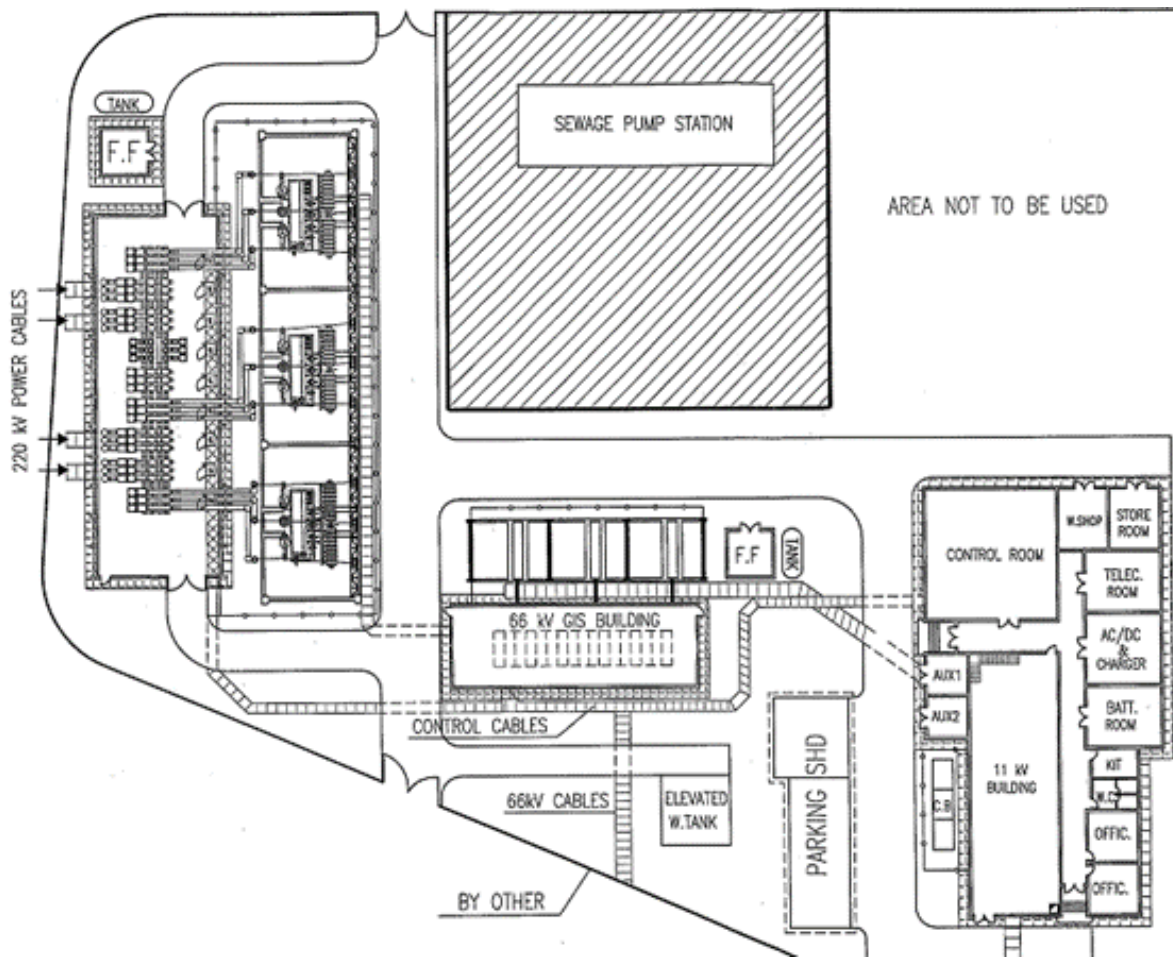 TANK
F.F
SEWAGE PUMP STATION
AREA NOT TO BE USED
220 kV POWER CABLES
CONTROL ROOM
W.SHOP
STORE
ROOM
F.F
TANK
TELEC.
ROOM
66 kV GIS BUILDING
AC/DC
&
CHARGER
AUX1
AUX2
BATT.
ROOM
CONTROL CABLES
PARKING SHD
11 kV
BUILDING
KIT
W.C
C.B
66kV CABLES
ELEVATED
W.TANK
OFFIC.
OFFIC.
BY OTHER